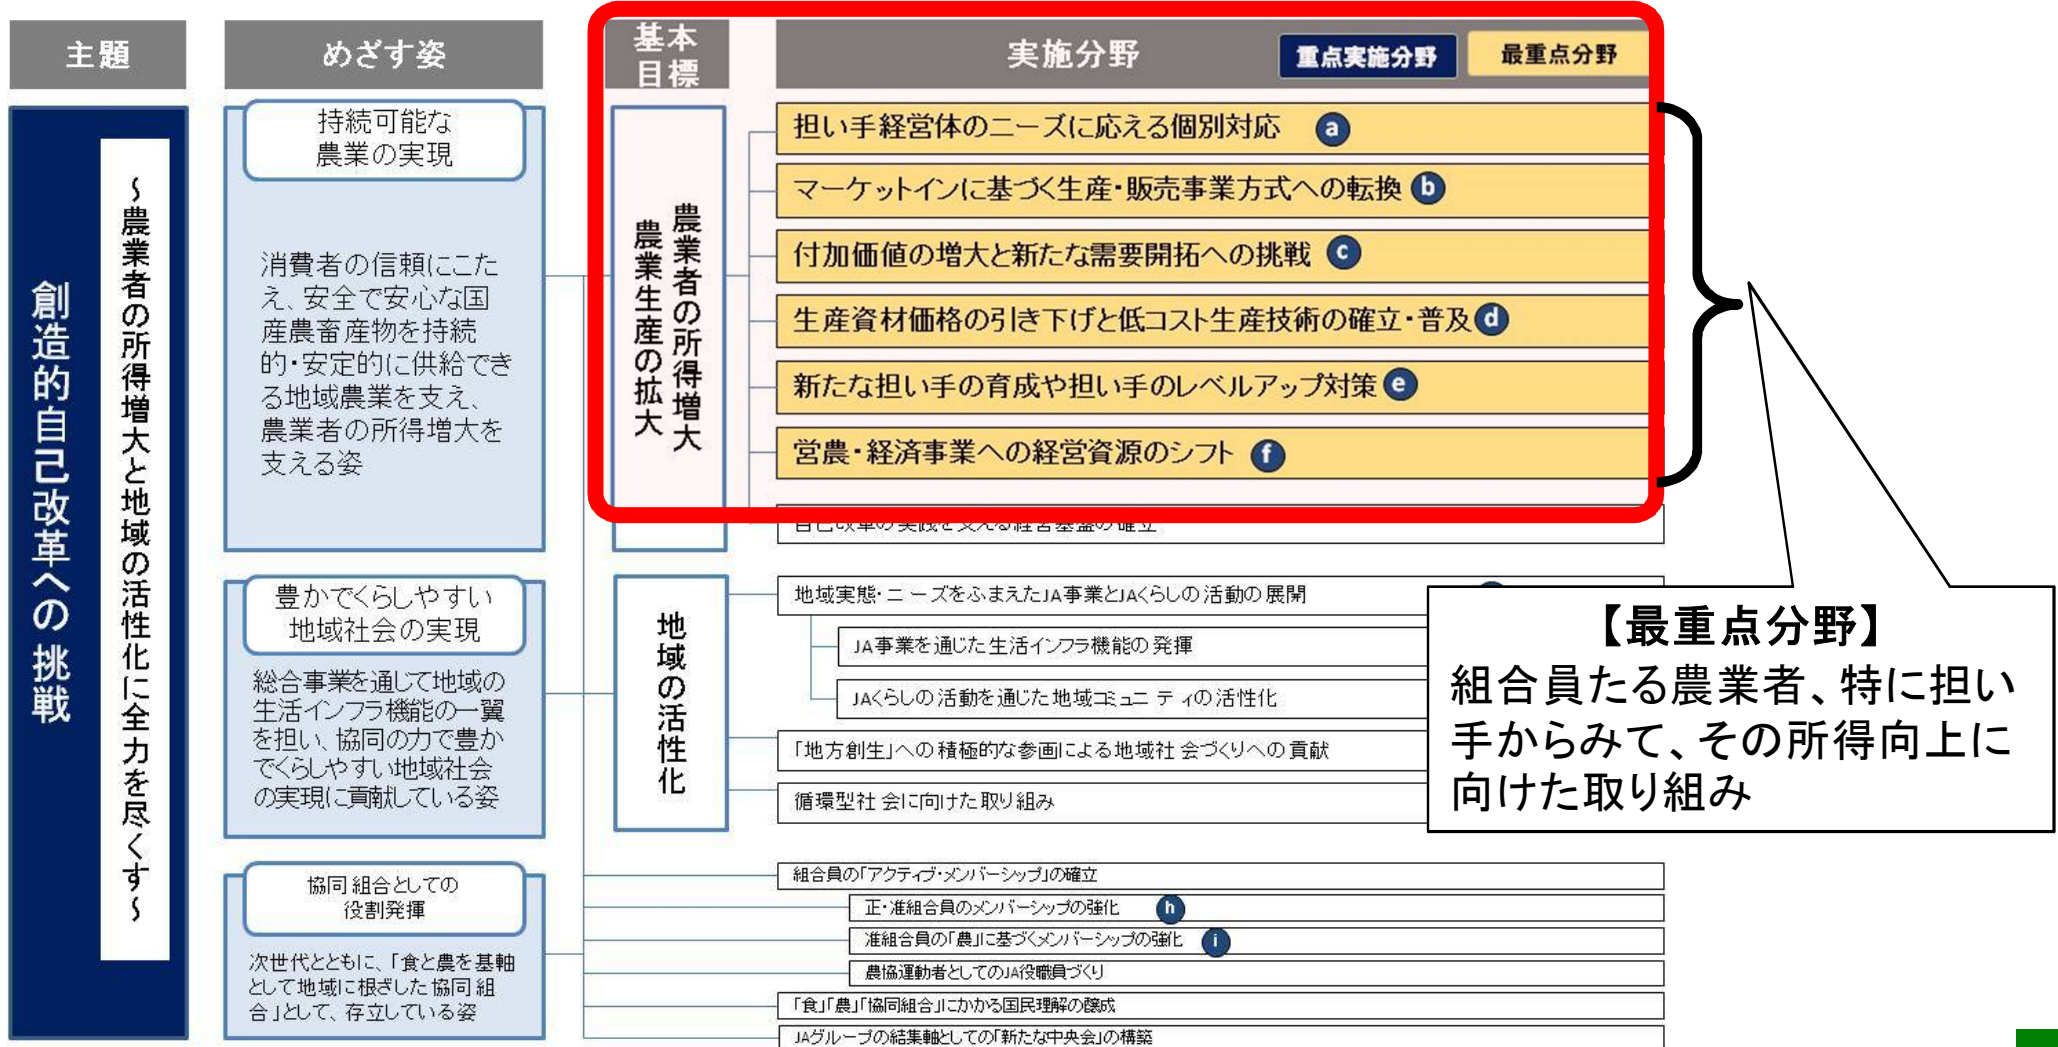 主題
めざす姿
基本
目標
実施分野
重点実施分野
最重点分野
創造的自己改革への挑戦
～農業者の所得増大と地域の活性化に全力を尽くす～
持続可能な
農業の実現
消費者の信頼にこた
え、安全で安心な国
産農畜産物を持続
的・安定的に供給でき
る地域農業を支え、
農業者の所得増大を
支える姿
農業者の所得増大
農業生産の拡大
担い手経営体のニーズに応える個別対応 a
マーケットインに基づく生産・販売事業方式への転換 b
付加価値の増大と新たな需要開拓への挑戦 c
生産資材価格の引き下げと低コスト生産技術の確立・普及 d
新たな担い手の育成や担い手のレベルアップ対策 e
営農・経済事業への経営資源のシフト f
自己改革の実践を支える経営基盤の確立
豊かでくらしやすい
地域社会の実現
総合事業を通じて地域の
生活インフラ機能の一翼
を担い、協同の力で豊か
でくらしやすい地域社会
の実現に貢献している姿
地域の活性化
地域実態・ニーズをふまえたJA事業とJAくらしの活動の展開
JA事業を通じた生活インフラ機能の発揮
JAくらしの活動を通じた地域コミュニティの活性化
「地方創生」への積極的な参画による地域社会づくりへの貢献
循環型社会に向けた取り組み
【最重点分野】
組合員たる農業者、特に担い
手からみて、その所得向上に
向けた取り組み
協同組合としての
役割発揮
次世代とともに、「食と農を基軸
として地域に根ざした協同組
合」として、存立している姿
組合員の「アクティブ・メンバーシップ」の確立
正・准組合員のメンバーシップの強化 h
准組合員の「農」に基づくメンバーシップの強化 i
農協運動者としてのJA役職員づくり
「食」「農」「協同組合」にかかる国民理解の醸成
JAグループの結集軸としての「新たな中央会」の構築